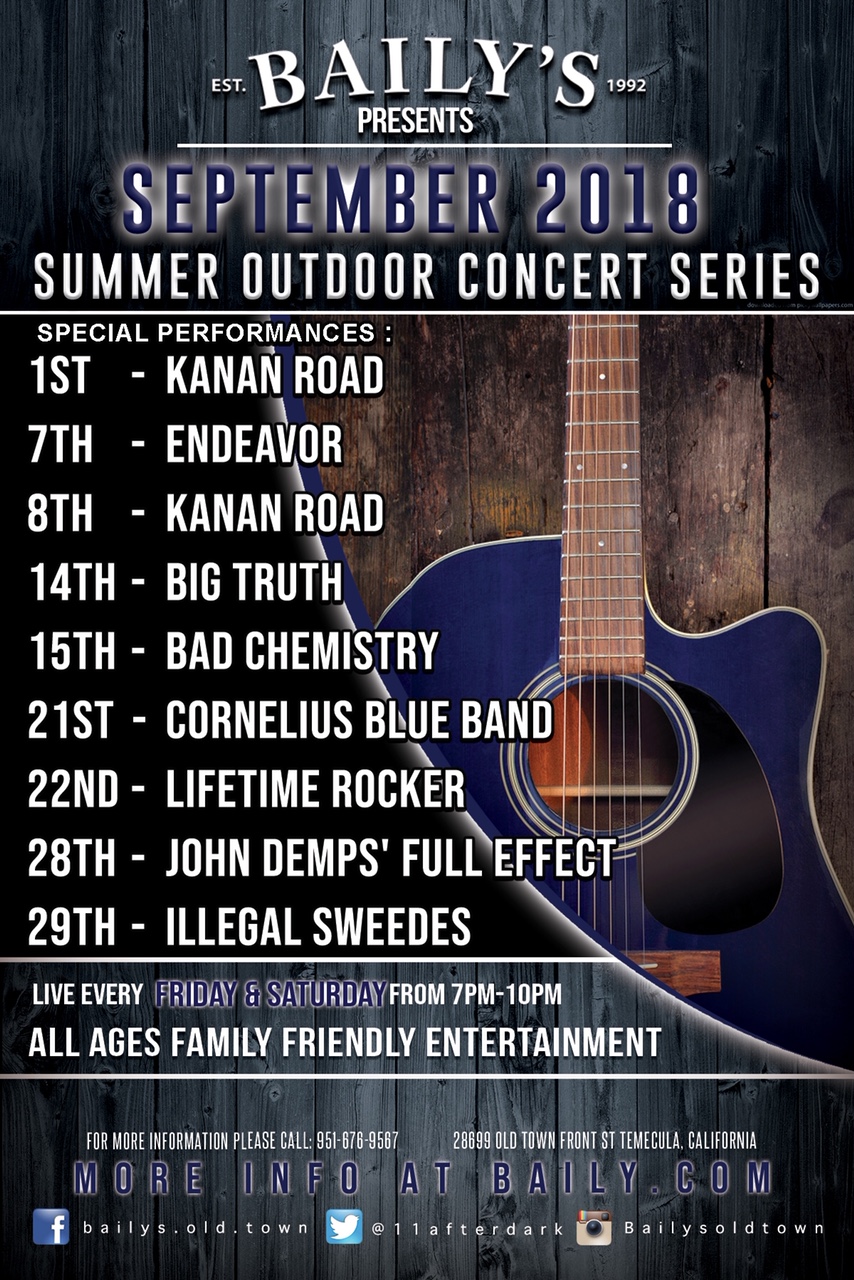 EST. BAILY'S 1992
PRESENTS
SEPTEMBER 2018
SUMMER OUTDOOR CONCERT SERIES
SPECIAL PERFORMANCES :
1ST - KANAN ROAD
7TH - ENDEAVOR
8TH - KANAN ROAD
14TH - BIG TRUTH
15TH - BAD CHEMISTRY
21ST - CORNELIUS BLUE BAND
22ND - LIFETIME ROCKER
28TH - JOHN DEMPS' FULL EFFECT
29TH - ILLEGAL SWEEDES
LIVE EVERY FRIDAY & SATURDAY FROM 7PM-10PM
ALL AGES FAMILY FRIENDLY ENTERTAINMENT
FOR MORE INFORMATION PLEASE CALL: 951-676-9567 28699 OLD TOWN FRONT ST TEMECULA, CALIFORNIA
MORE INFO AT BAILY.COM
bailys.old.town @11afterdark Bailysoldtown